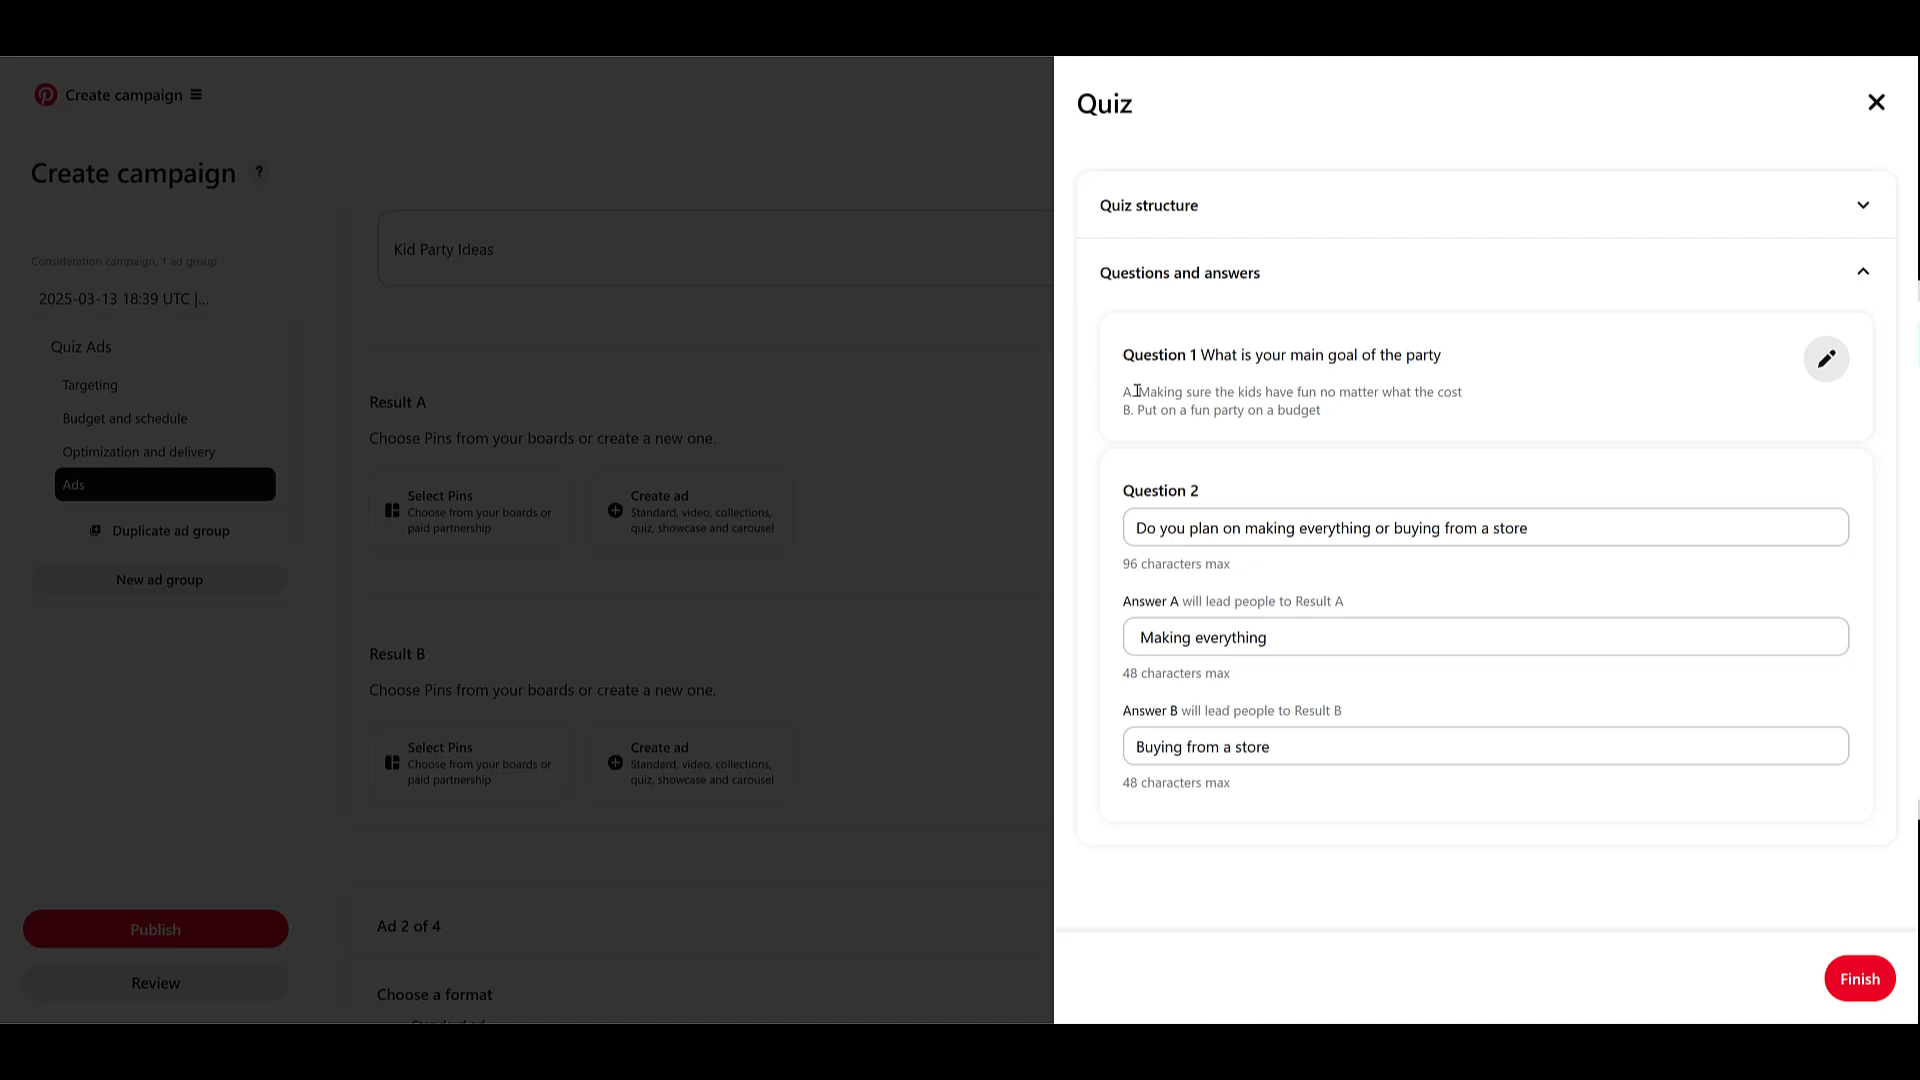 Create campaign
Create campaign ?
Consideration campaign, 1 ad group
2025-03-13 18:39 UTC |...
Quiz Ads
Targeting
Budget and schedule
Optimization and delivery
Ads
Duplicate ad group
New ad group
Publish
Review
Kid Party Ideas
Result A
Choose Pins from your boards or create a new one.
Select Pins
Choose from your boards or
paid partnership
Create ad
Standard, video, collections,
quiz, showcase and carousel
Result B
Choose Pins from your boards or create a new one.
Select Pins
Choose from your boards or
paid partnership
Create ad
Standard, video, collections,
quiz, showcase and carousel
Ad 2 of 4
Choose a format
Quiz
Quiz structure
Questions and answers
Question 1 What is your main goal of the party
A. Making sure the kids have fun no matter what the cost
B. Put on a fun party on a budget
Question 2
Do you plan on making everything or buying from a store
96 characters max
Answer A will lead people to Result A
Making everything
48 characters max
Answer B will lead people to Result B
Buying from a store
48 characters max
Finish